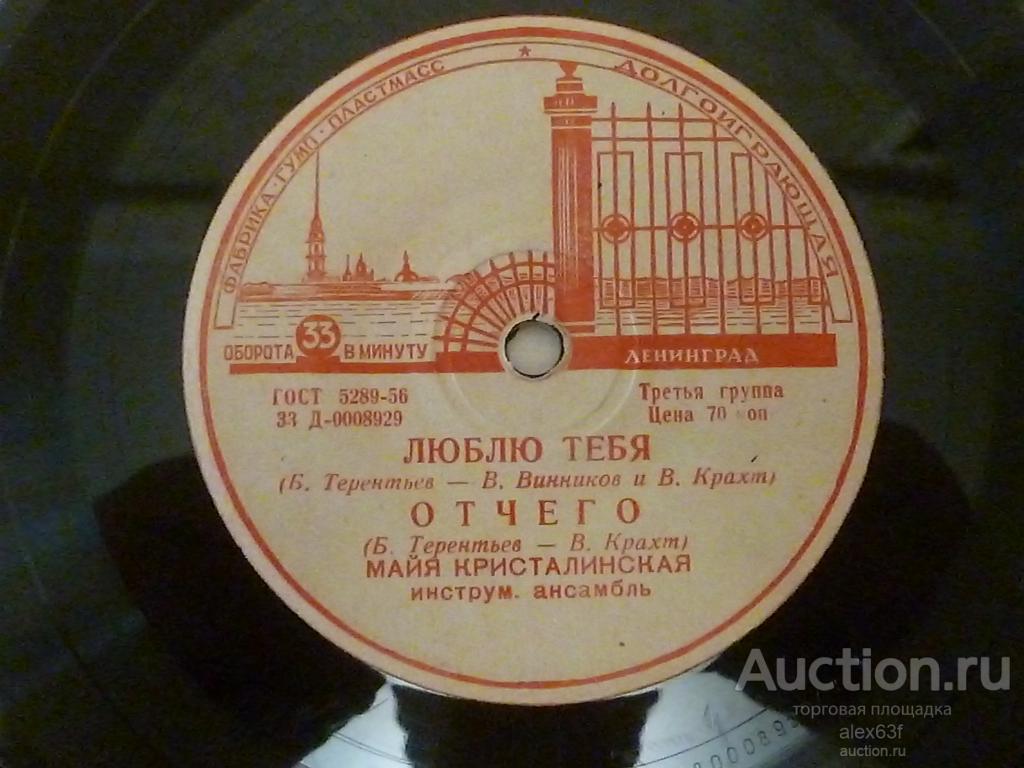 ФАБРИКА · ГУМП · ПЛАСТМАСС
ДОЛГОИГРАЮЩАЯ
ОБОРОТА 33 В МИНУТУ
ЛЕНИНГРАД
ГОСТ 5289-56
33 Д-0008929
Третья группа
Цена 70 коп
ЛЮБЛЮ ТЕБЯ
(Б. Терентьев — В. Винников и В. Крахт)
ОТЧЕГО
(Б. Терентьев — В. Крахт)
МАЙЯ КРИСТАЛИНСКАЯ
инструм. ансамбль
Auction.ru
торговая площадка
alex63f
auction.ru